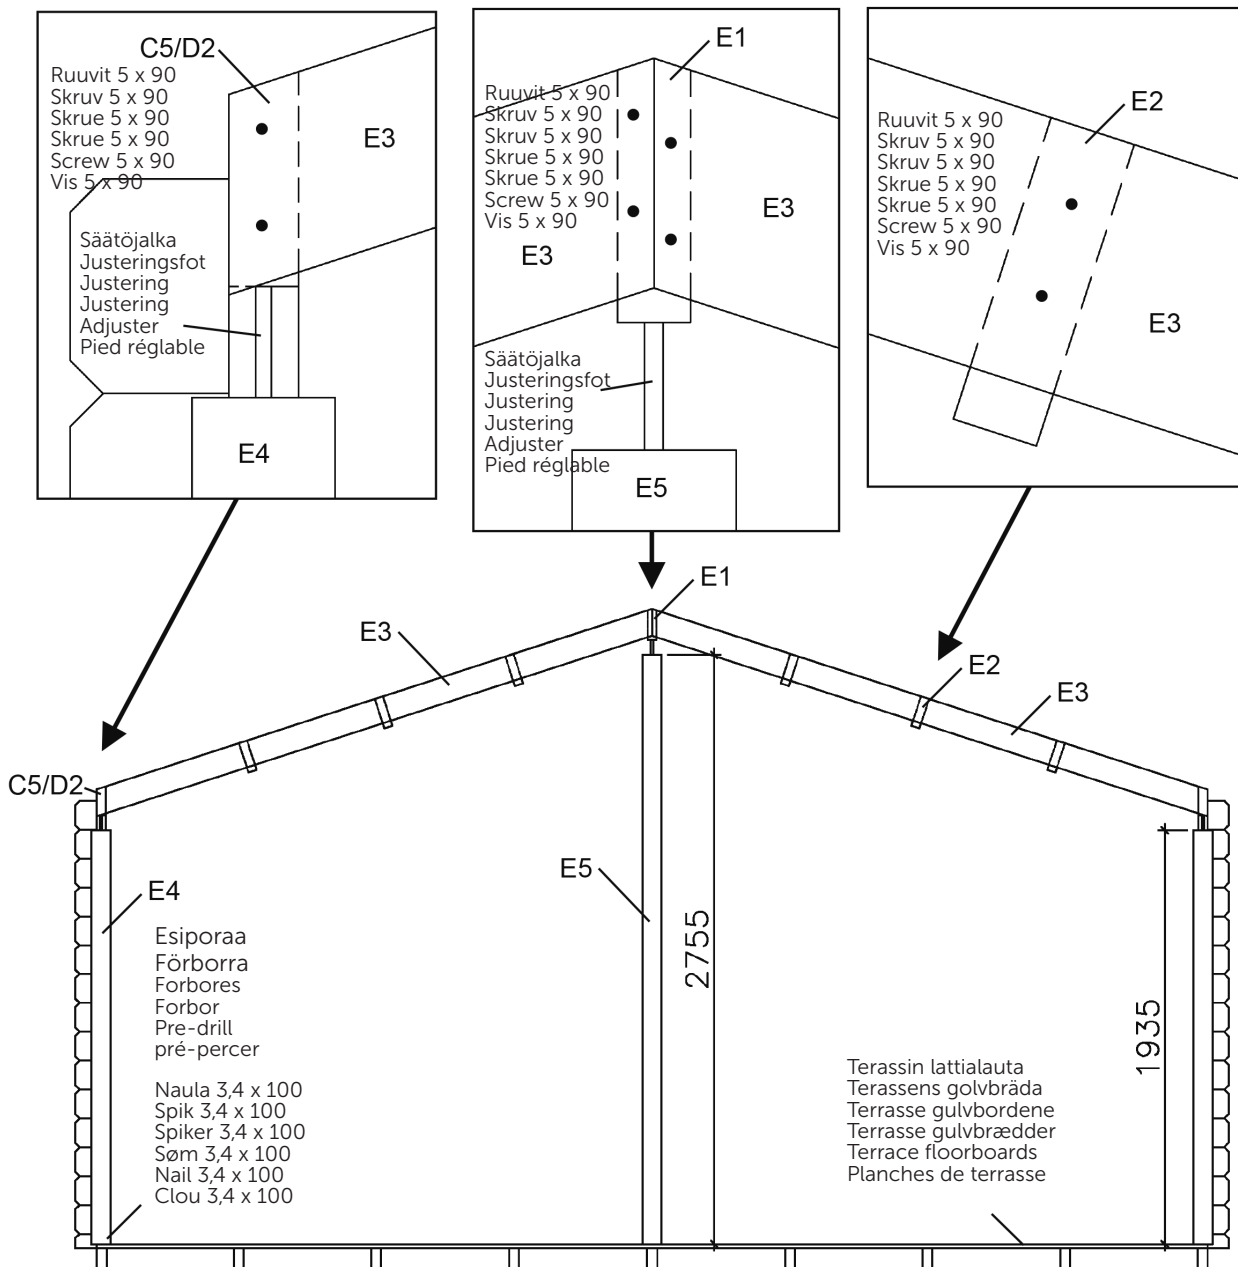 C5/D2
Ruuvit 5 x 90
Skruv 5 x 90
Skrue 5 x 90
Skrue 5 x 90
Screw 5 x 90
Vis 5 x 90
E3
Säätöjalka
Justeringsfot
Justering
Justering
Adjuster
Pied réglable
E4
E1
Ruuvit 5 x 90
Skruv 5 x 90
Skruv 5 x 90
Skrue 5 x 90
Skrue 5 x 90
Screw 5 x 90
Vis 5 x 90
E3
E3
Säätöjalka
Justeringsfot
Justering
Justering
Adjuster
Pied réglable
E5
E2
Ruuvit 5 x 90
Skruv 5 x 90
Skruv 5 x 90
Skrue 5 x 90
Skrue 5 x 90
Screw 5 x 90
Vis 5 x 90
E3
E1
E3
E2
E3
C5/D2
E4
E5
2755
1935
Esiporaa
Förborra
Forbores
Forbor
Pre-drill
pré-percer
Naula 3,4 x 100
Spik 3,4 x 100
Spiker 3,4 x 100
Søm 3,4 x 100
Nail 3,4 x 100
Clou 3,4 x 100
Terassin lattialauta
Terassens golvbräda
Terrasse gulvbordene
Terrasse gulvbrædder
Terrace floorboards
Planches de terrasse